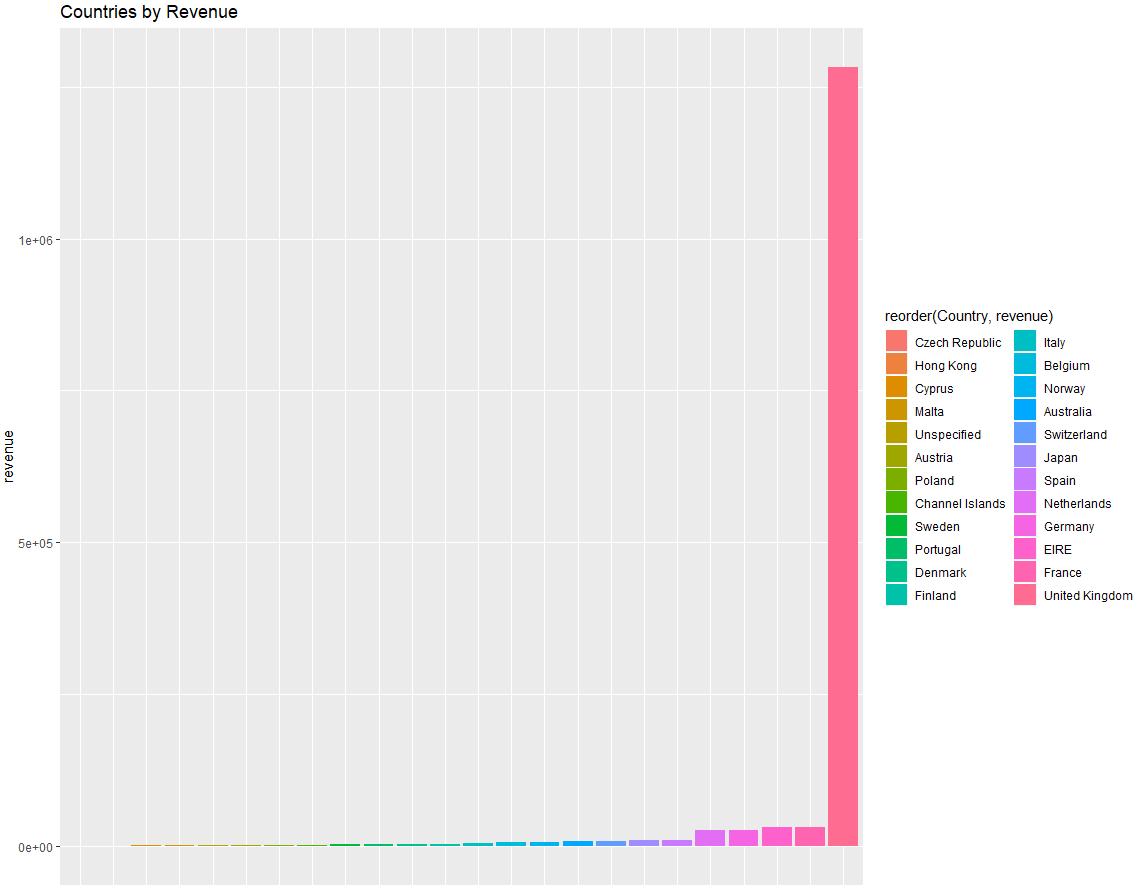 Countries by Revenue
1e+06
5e+05
0e+00
revenue
reorder(Country, revenue)
Czech Republic
Hong Kong
Cyprus
Malta
Unspecified
Austria
Poland
Channel Islands
Sweden
Portugal
Denmark
Finland
Italy
Belgium
Norway
Australia
Switzerland
Japan
Spain
Netherlands
Germany
EIRE
France
United Kingdom